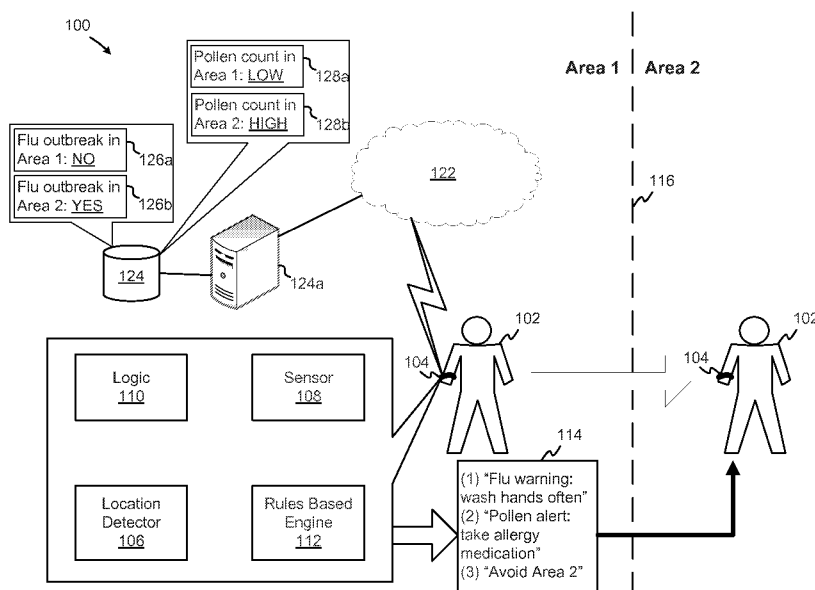 100
Pollen count in
Area 1: LOW
128a
Pollen count in
Area 2: HIGH
128b
Area 1
Area 2
Flu outbreak in
Area 1: NO
126a
Flu outbreak in
Area 2: YES
126b
122
116
124
124a
102
104
102
104
Logic
110
Sensor
108
Location
Detector
106
Rules Based
Engine
112
114
(1) “Flu warning:
wash hands often”
(2) “Pollen alert:
take allergy
medication”
(3) “Avoid Area 2”